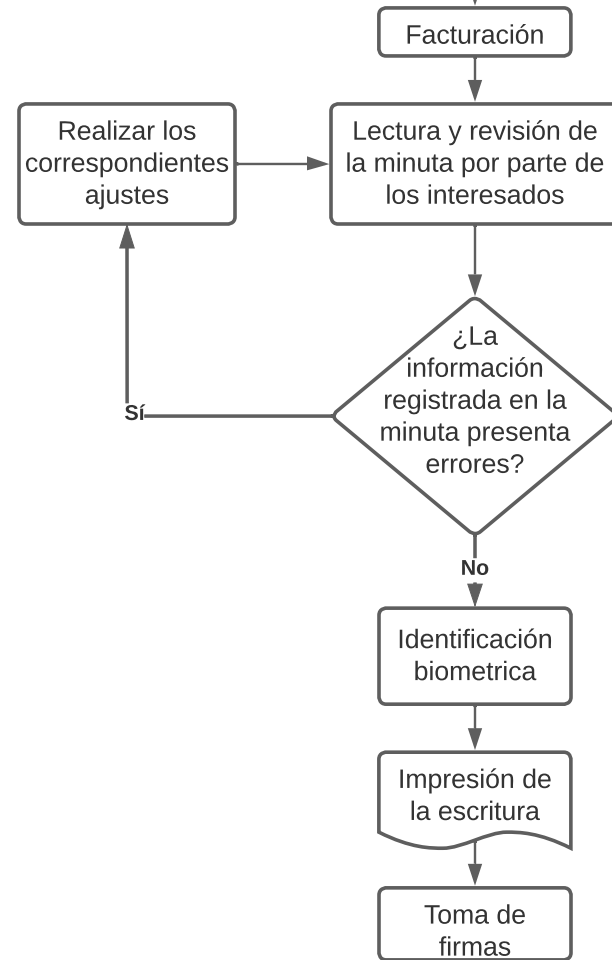 Facturación
Realizar los
correspondientes
ajustes
Lectura y revisión de
la minuta por parte de
los interesados
¿La
información
registrada en la
minuta presenta
errores?
Sí
No
Identificación
biometrica
Impresión de
la escritura
Toma de
firmas